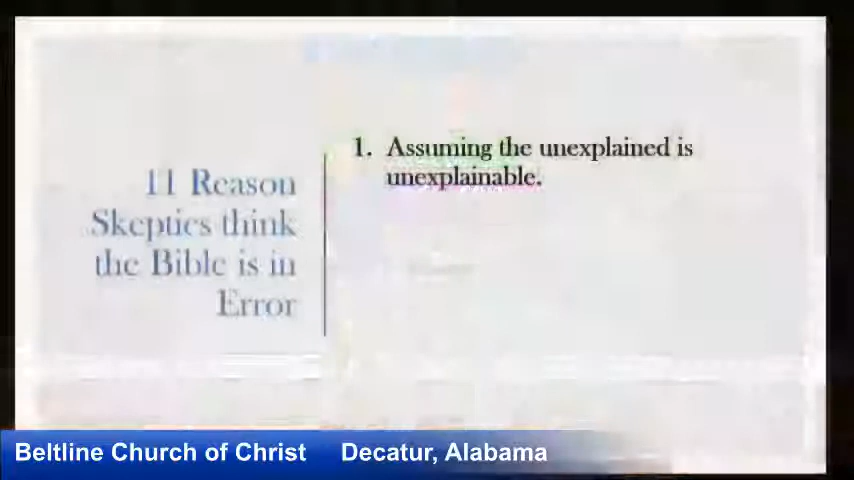 11 Reason
Skeptics think
the Bible is in
Error
1. Assuming the unexplained is
unexplainable.
Beltline Church of Christ Decatur, Alabama